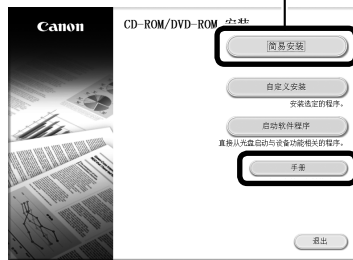 Canon
CD-ROM/DVD-ROM 安装
简易安装
自定义安装
安装选定的程序。
启动软件程序
直接从光盘启动与设备功能相关的程序。
手册
退出